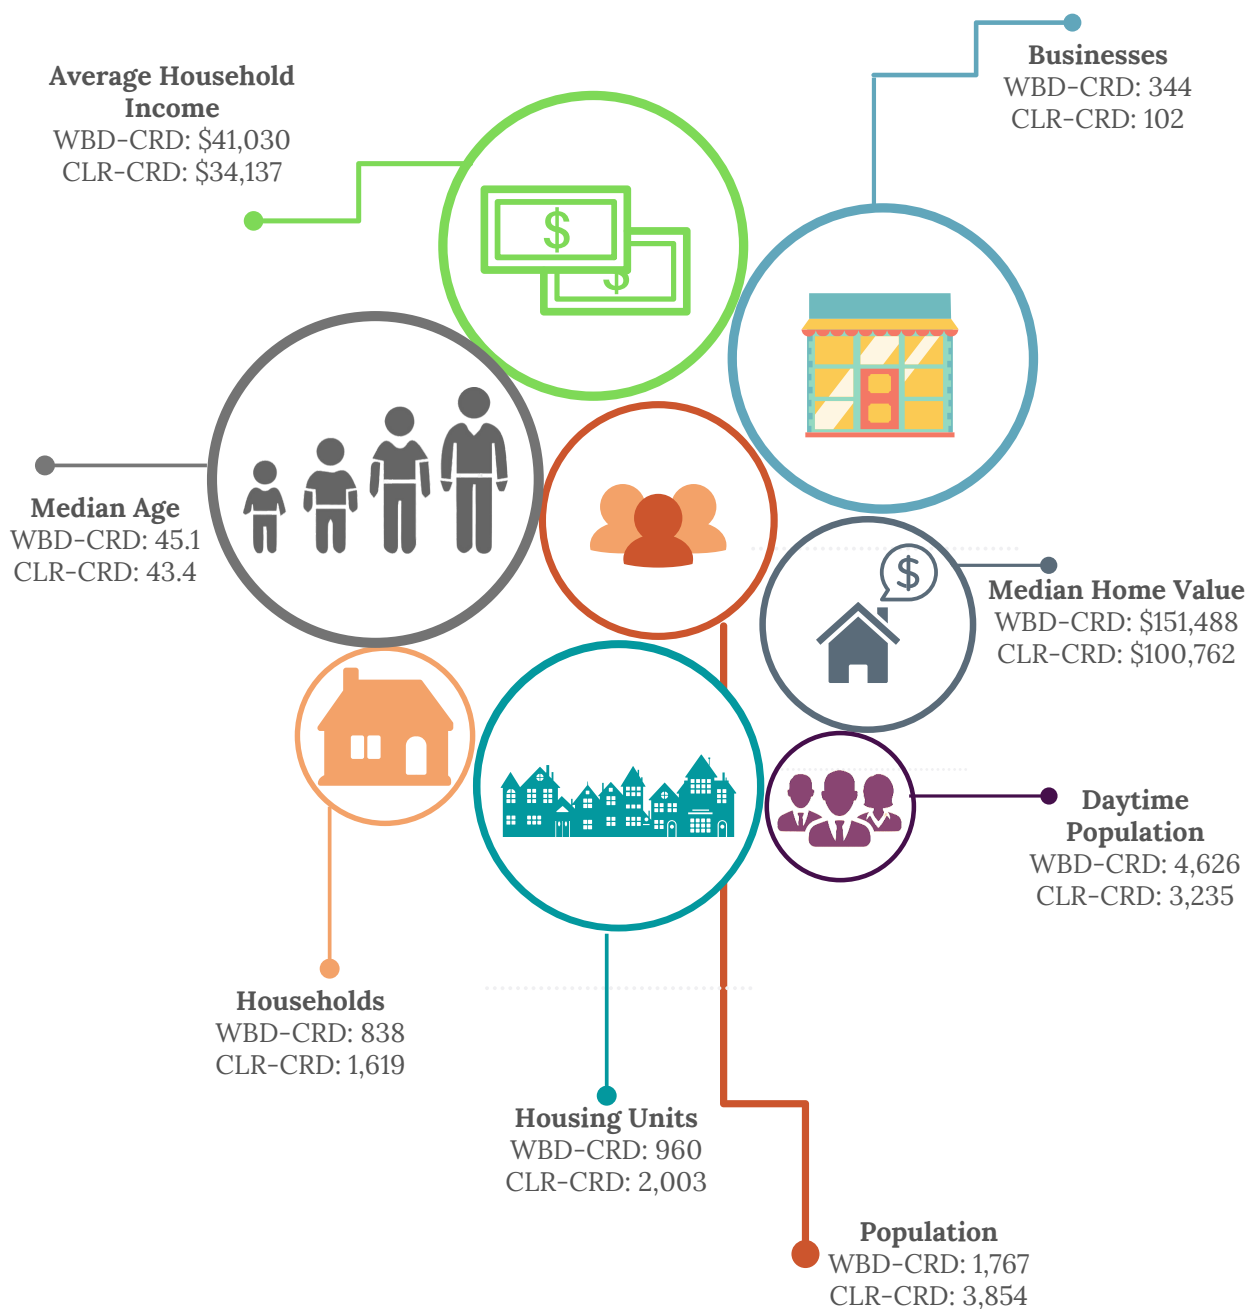 Average Household
Income
WBD-CRD: $41,030
CLR-CRD: $34,137
Businesses
WBD-CRD: 344
CLR-CRD: 102
$
$
Median Age
WBD-CRD: 45.1
CLR-CRD: 43.4
$
Median Home Value
WBD-CRD: $151,488
CLR-CRD: $100,762
Daytime
Population
WBD-CRD: 4,626
CLR-CRD: 3,235
Households
WBD-CRD: 838
CLR-CRD: 1,619
Housing Units
WBD-CRD: 960
CLR-CRD: 2,003
Population
WBD-CRD: 1,767
CLR-CRD: 3,854